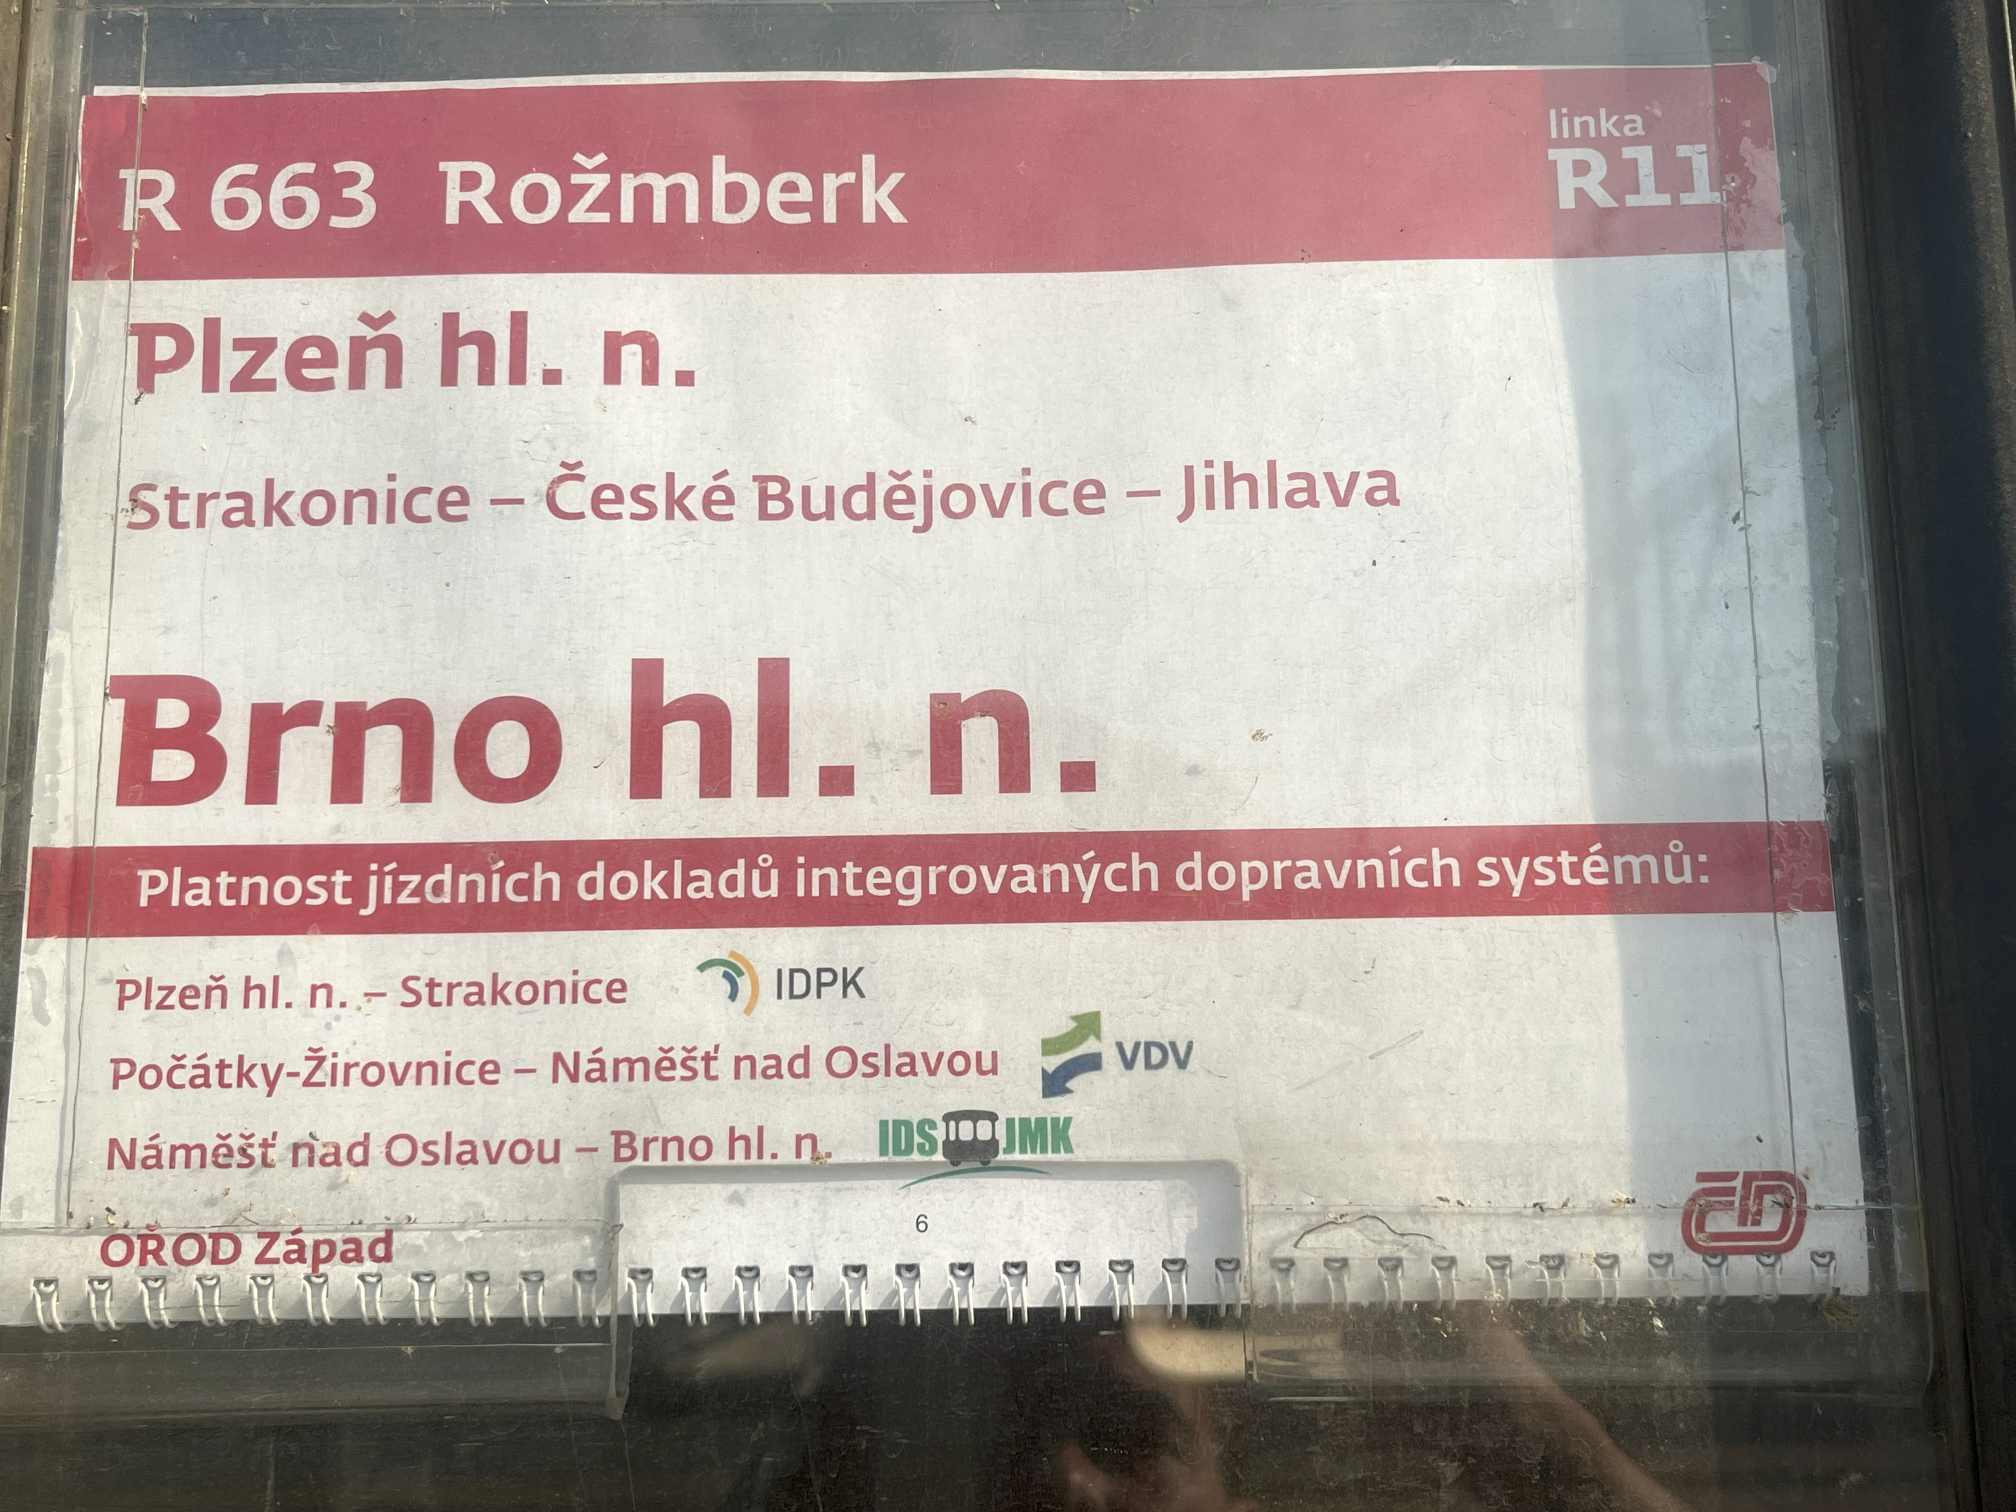 linka
R 663 Rožmberk R11
Plzeň hl. n.
Strakonice – České Budějovice – Jihlava
Brno hl. n.
Platnost jízdních dokladů integrovaných dopravních systémů:
Plzeň hl. n. – Strakonice IDPK
Počátky-Žirovnice – Náměšť nad Oslavou VDV
Náměšť nad Oslavou – Brno hl. n. IDS JMK
6
OŘOD Západ ČD